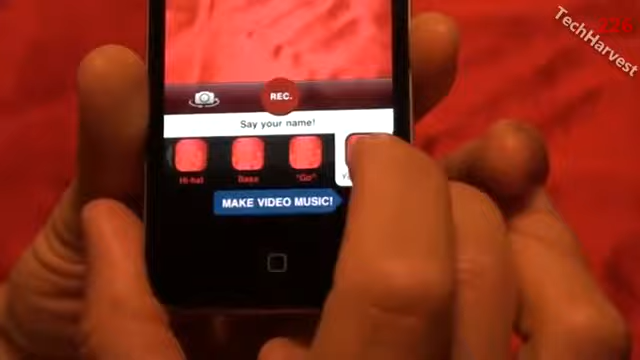 TechHarvest
REC.
Say your name!
Hi-hat
Bass
"Go"
MAKE VIDEO MUSIC!